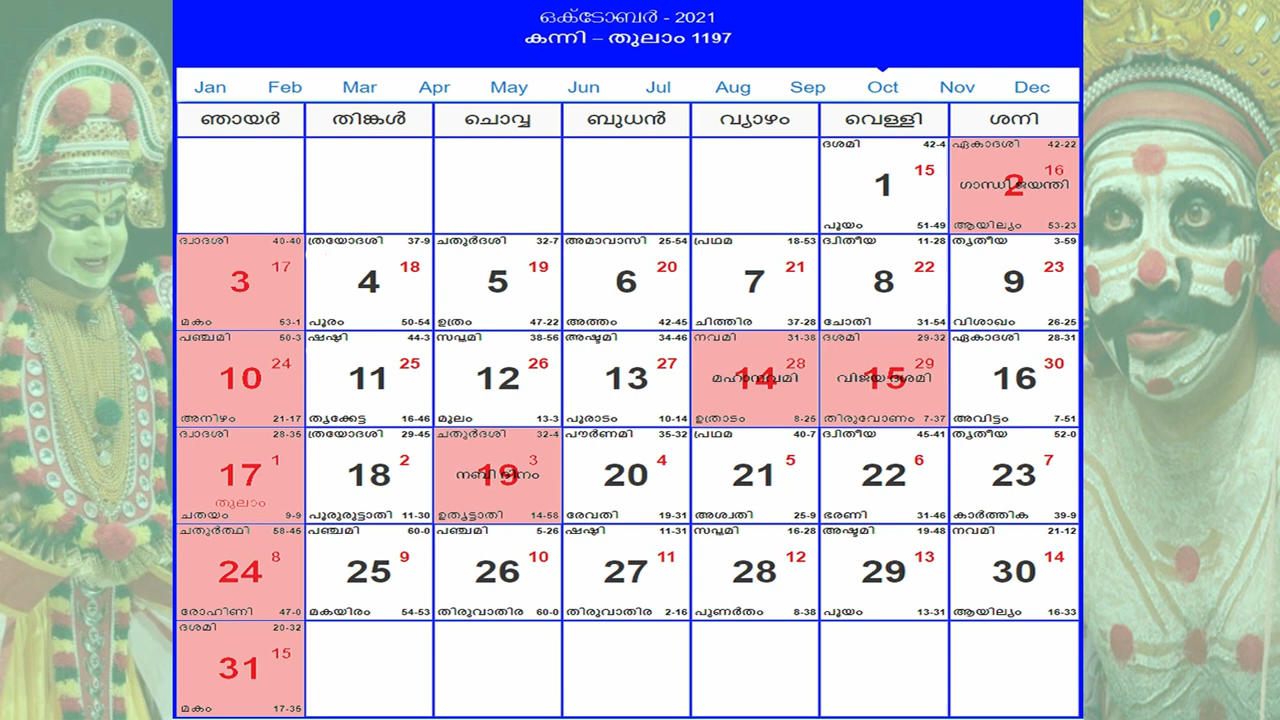 ഒക്ടോബർ - 2021
കന്നി – തുലാം 1197
Jan Feb Mar Apr May Jun Jul Aug Sep Oct Nov Dec
ഞായർ തിങ്കൾ ചൊവ്വ ബുധൻ വ്യാഴം വെള്ളി ശനി
ദശമി 42-4 ഏകാദശി 42-22
1 15 2 16 ഗാന്ധി ജയന്തി
പൂയം 51-49 ആയില്യം 53-23
ദ്വാദശി 40-40 ത്രയോദശി 37-9 ചതുർദശി 32-7 അമാവാസി 25-54 പ്രഥമ 18-53 ദ്വിതീയ 11-28 തൃതീയ 3-59
3 17 4 18 5 19 6 20 7 21 8 22 9 23
മകം 53-1 പൂരം 50-54 ഉത്രം 47-22 അത്തം 42-45 ചിത്തിര 37-28 ചോതി 31-54 വിശാഖം 26-25
പഞ്ചമി 50-3 ഷഷ്ഠി 44-3 സപ്തമി 38-56 അഷ്ടമി 34-46 നവമി 31-38 ദശമി 29-32 ഏകാദശി 28-31
10 24 11 25 12 26 13 27 14 28 മഹാനവമി 15 29 വിജയ ദശമി 16 30
അനിഴം 21-17 തൃക്കേട്ട 16-46 മൂലം 13-3 പൂരാടം 10-14 ഉത്രാടം 8-25 തിരുവോണം 7-37 അവിട്ടം 7-51
ദ്വാദശി 28-35 ത്രയോദശി 29-45 ചതുർദശി 32-4 പൗർണമി 35-32 പ്രഥമ 40-7 ദ്വിതീയ 45-41 തൃതീയ 52-0
17 1 18 2 19 3 നബി ദിനം 20 4 21 5 22 6 23 7
തുലാം
ചതയം 9-9 പൂരുരുട്ടാതി 11-30 ഉതൃട്ടാതി 14-58 രേവതി 19-31 അശ്വതി 25-9 ഭരണി 31-46 കാർത്തിക 39-9
ചതുർത്ഥി 58-45 പഞ്ചമി 60-0 പഞ്ചമി 5-26 ഷഷ്ഠി 11-31 സപ്തമി 16-28 അഷ്ടമി 19-48 നവമി 21-12
24 8 25 9 26 10 27 11 28 12 29 13 30 14
രോഹിണി 47-0 മകയിരം 54-53 തിരുവാതിര 60-0 തിരുവാതിര 2-16 പുണർതം 8-38 പൂയം 13-31 ആയില്യം 16-33
ദശമി 20-32
31 15
മകം 17-35